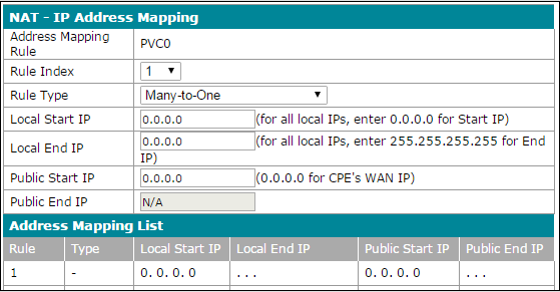 NAT - IP Address Mapping
Address Mapping Rule PVC0
Rule Index 1
Rule Type Many-to-One
Local Start IP 0.0.0.0 (for all local IPs, enter 0.0.0.0 for Start IP)
Local End IP 0.0.0.0 (for all local IPs, enter 255.255.255.255 for End
IP)
Public Start IP 0.0.0.0 (0.0.0.0 for CPE's WAN IP)
Public End IP N/A
Address Mapping List
Rule Type Local Start IP Local End IP Public Start IP Public End IP
1 - 0. 0. 0. 0 . . . 0. 0. 0. 0 . . .